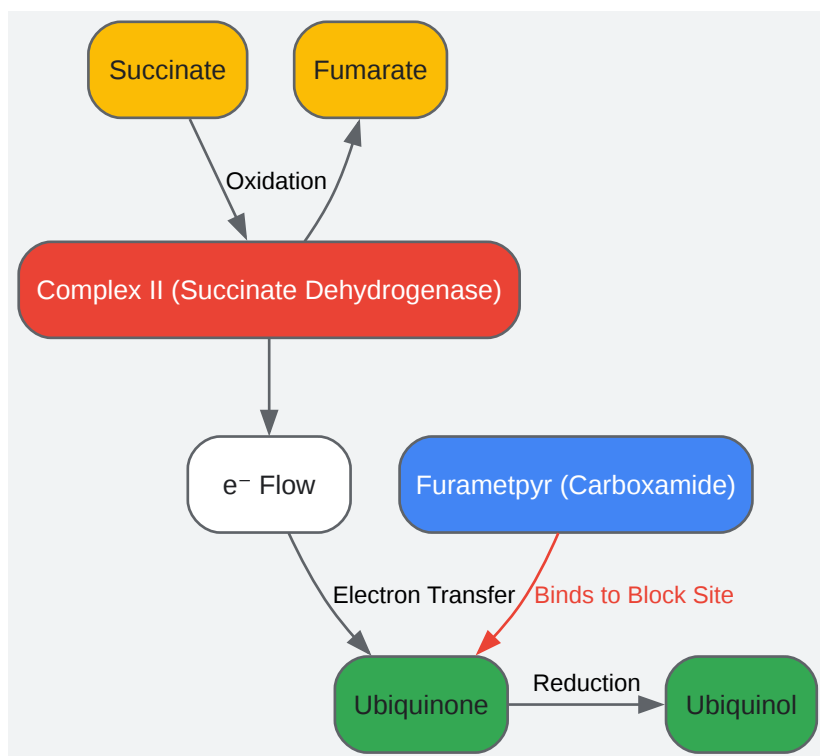 Succinate
Fumarate
Oxidation
Complex II (Succinate Dehydrogenase)
e⁻ Flow
Furametpyr (Carboxamide)
Electron Transfer
Binds to Block Site
Ubiquinone
Reduction
Ubiquinol